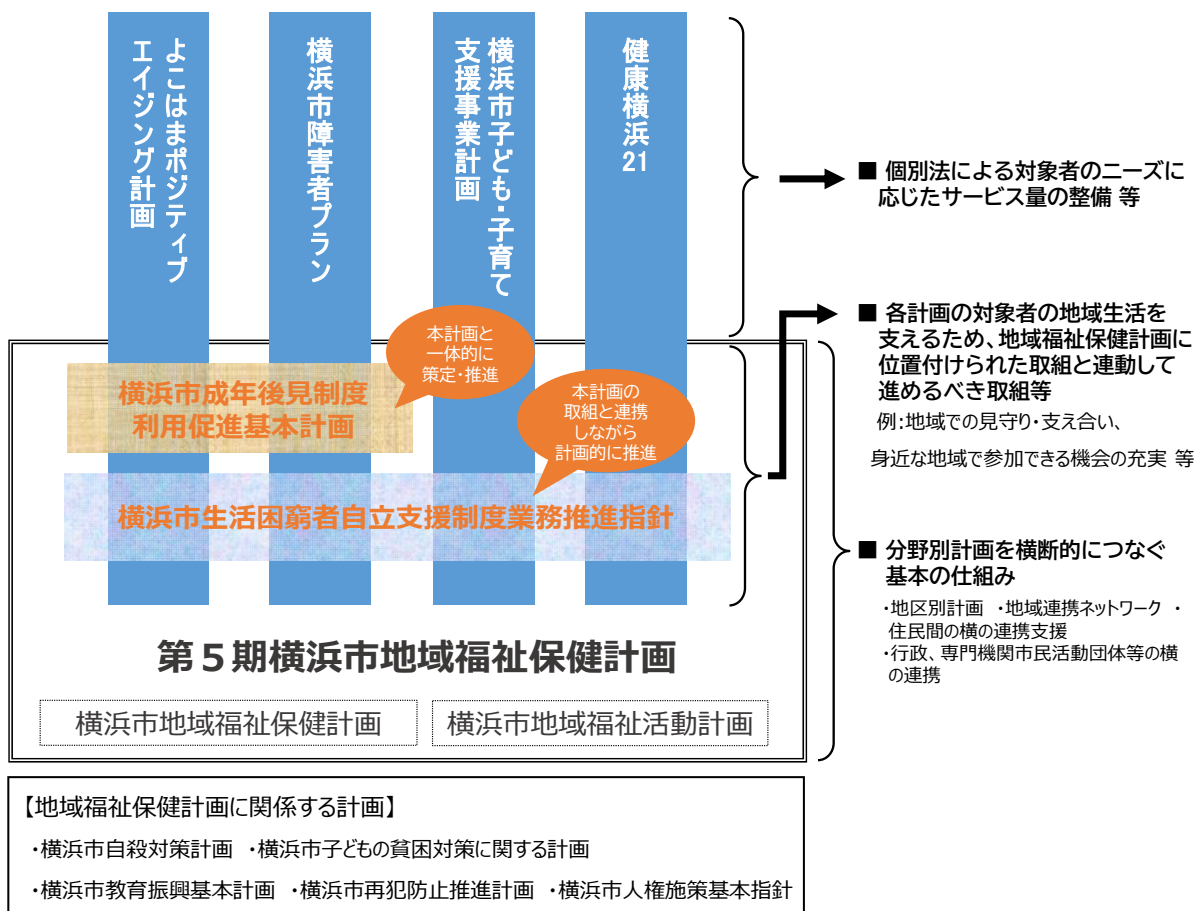 よこはまポジティブ
エイジング計画
横浜市障害者プラン
横浜市子ども・子育て
支援事業計画
健康横浜21
■ 個別法による対象者のニーズに
応じたサービス量の整備 等
■ 各計画の対象者の地域生活を
支えるため、地域福祉保健計画に
位置付けられた取組と連動して
進めるべき取組等
例:地域での見守り・支え合い、
身近な地域で参加できる機会の充実 等
本計画と
一体的に
策定・推進
横浜市成年後見制度
利用促進基本計画
本計画の
取組と連携
しながら
計画的に推進
横浜市生活困窮者自立支援制度業務推進指針
■ 分野別計画を横断的につなぐ
基本の仕組み
・地区別計画 ・地域連携ネットワーク ・
住民間の横の連携支援
・行政、専門機関市民活動団体等の横
の連携
第5期横浜市地域福祉保健計画
横浜市地域福祉保健計画
横浜市地域福祉活動計画
【地域福祉保健計画に関係する計画】
・横浜市自殺対策計画 ・横浜市子どもの貧困対策に関する計画
・横浜市教育振興基本計画 ・横浜市再犯防止推進計画 ・横浜市人権施策基本指針